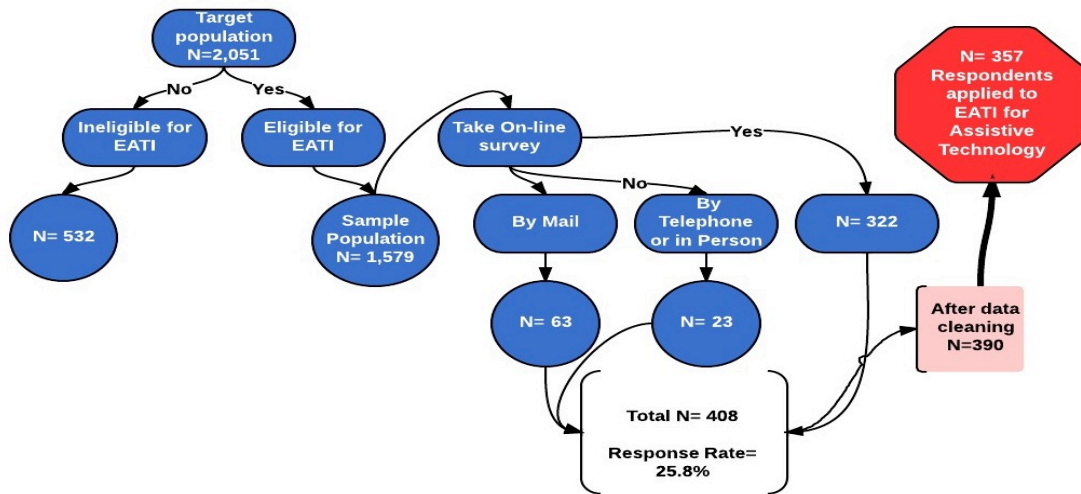 Target
population
N=2,051
No
Yes
Ineligible for
EATI
Eligible for
EATI
Take On-line
survey
Yes
No
N= 532
Sample
Population
N= 1,579
By Mail
By
Telephone
or in Person
N= 322
N= 63
N= 23
Total N= 408
Response Rate=
25.8%
After data
cleaning
N=390
N= 357
Respondents
applied to
EATI for
Assistive
Technology